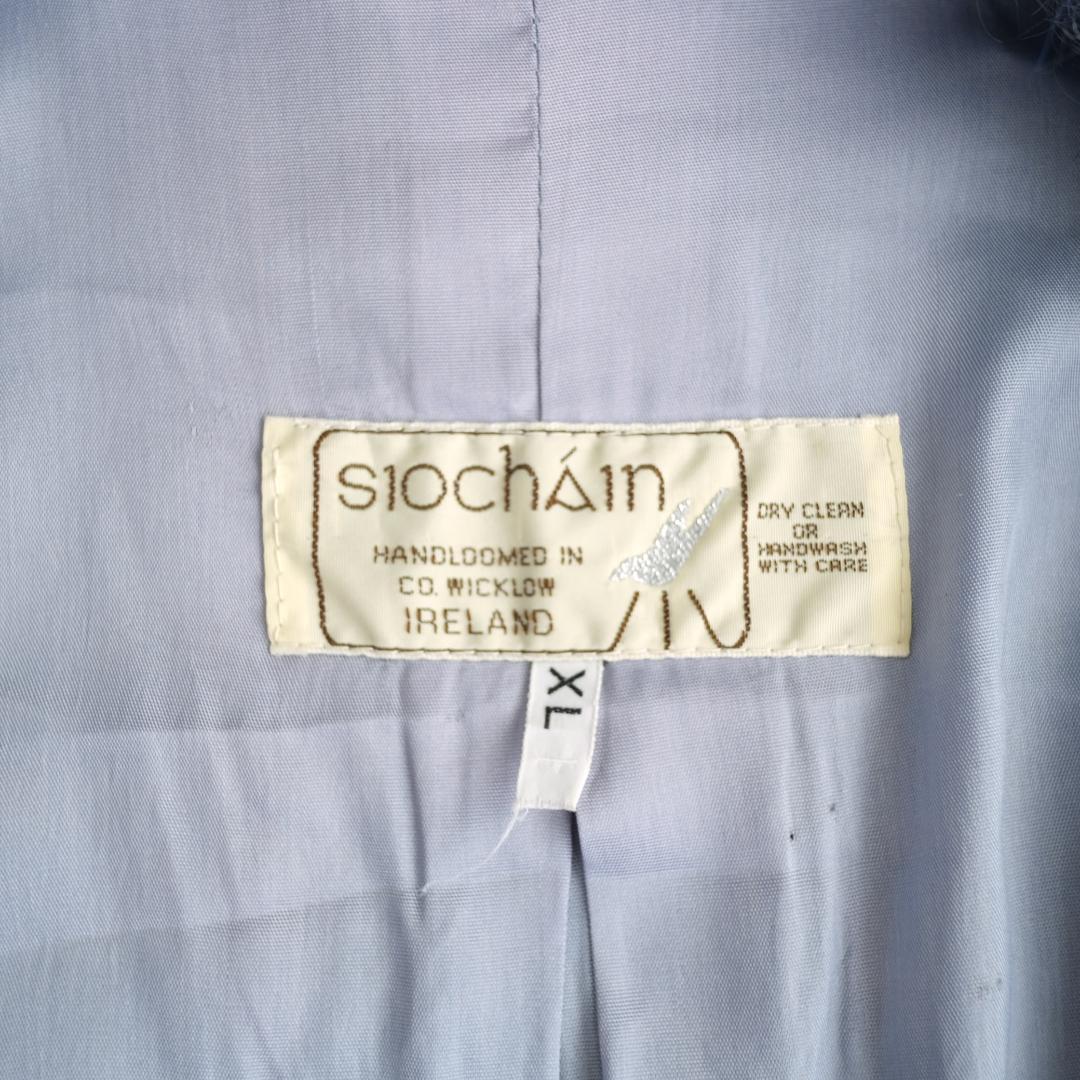 siocháin
HANDLOOMED IN
CO. WICKLOW
IRELAND
DRY CLEAN
OR
HANDWASH
WITH CARE
XL